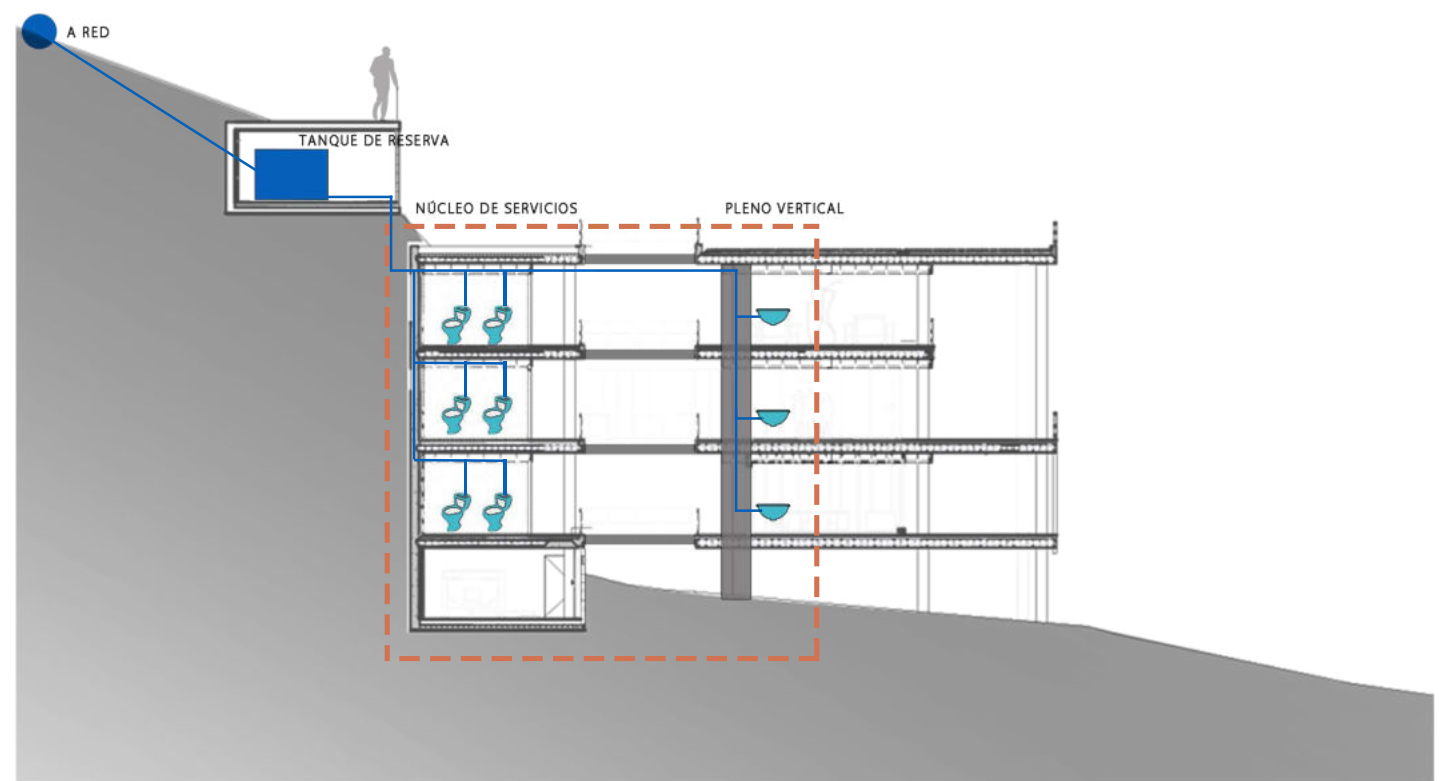 A RED
TANQUE DE RESERVA
NÚCLEO DE SERVICIOS
PLENO VERTICAL